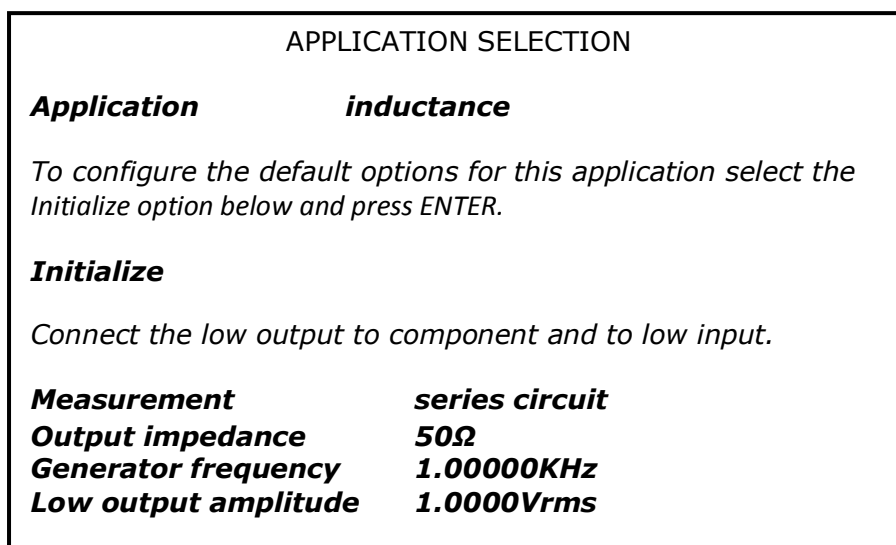 APPLICATION SELECTION
Application inductance
To configure the default options for this application select the
Initialize option below and press ENTER.
Initialize
Connect the low output to component and to low input.
Measurement series circuit
Output impedance 50Ω
Generator frequency 1.00000KHz
Low output amplitude 1.0000Vrms